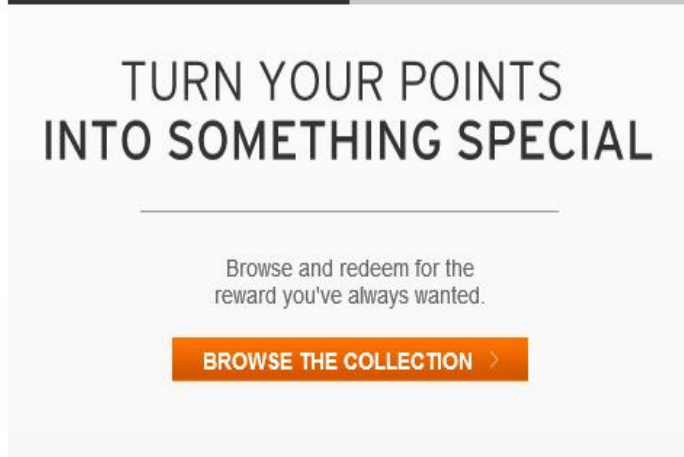 TURN YOUR POINTS
INTO SOMETHING SPECIAL
Browse and redeem for the
reward you've always wanted.
BROWSE THE COLLECTION